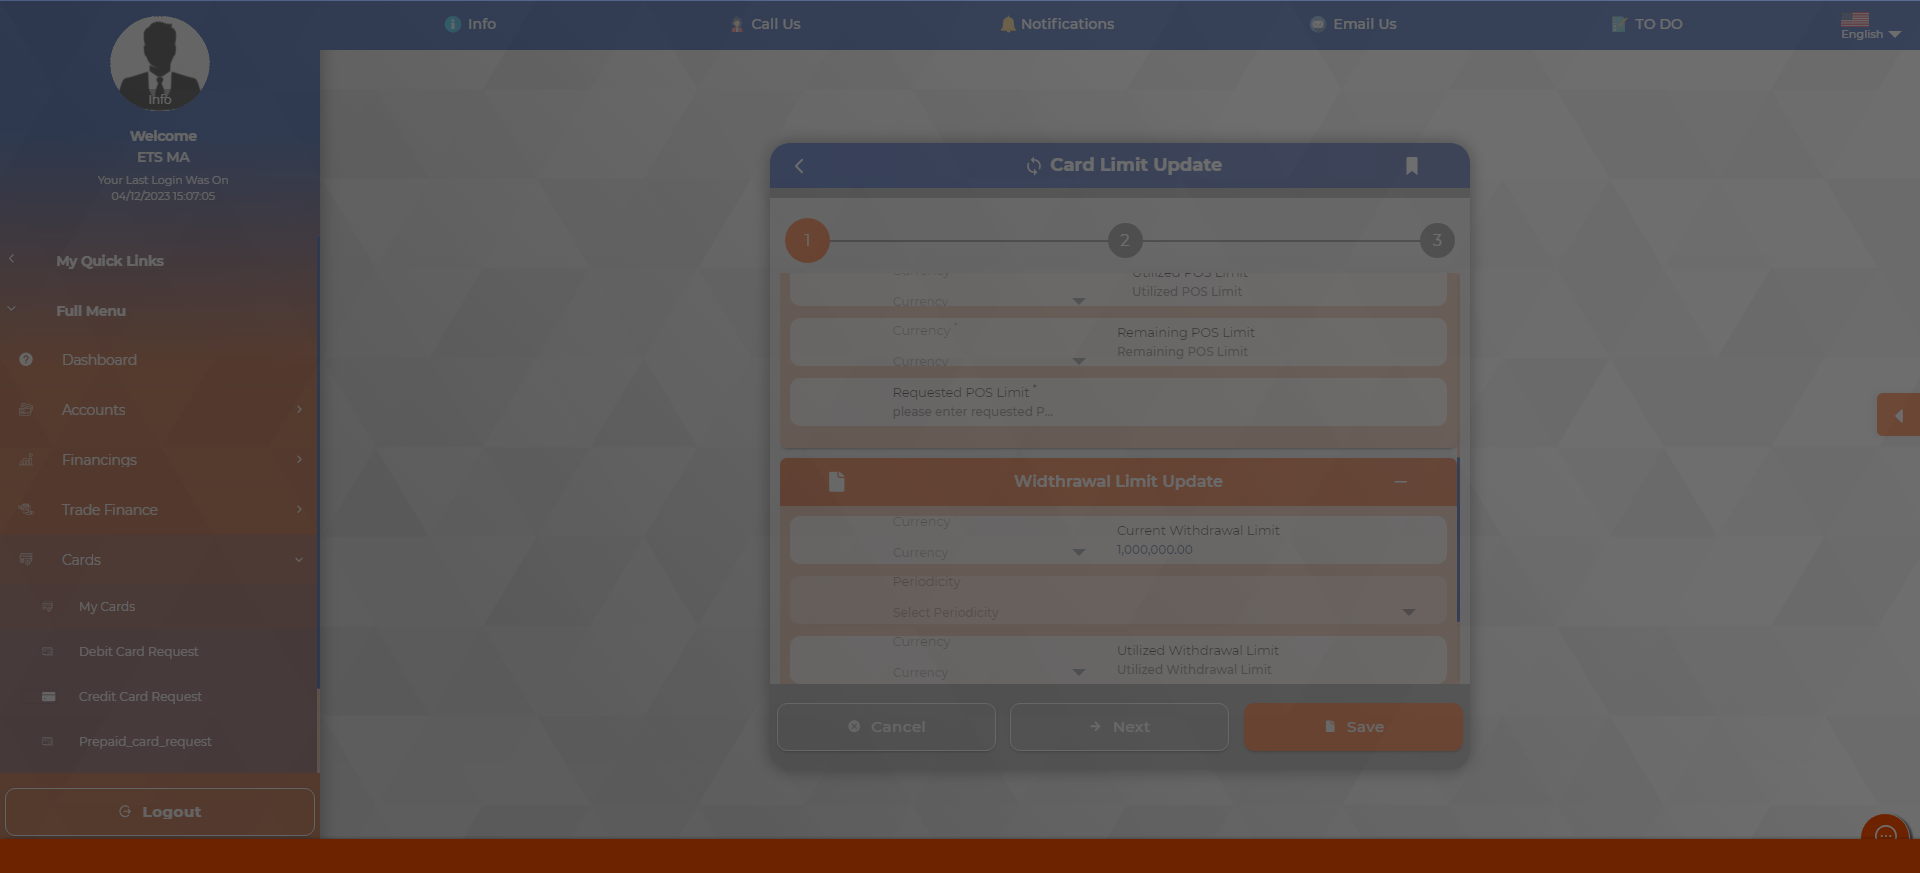 Info
Call Us
Notifications
Email Us
TO DO
English
Info
Welcome
ETS MA
Your Last Login Was On
04/12/2023 15:07:05
My Quick Links
Full Menu
Dashboard
Accounts
Financings
Trade Finance
Cards
My Cards
Debit Card Request
Credit Card Request
Prepaid_card_request
Logout
Card Limit Update
1 2 3
Currency Utilized POS Limit
Currency Utilized POS Limit
Currency * Remaining POS Limit
Currency Remaining POS Limit
Requested POS Limit *
please enter requested P...
Widthrawal Limit Update
Currency Current Withdrawal Limit
Currency 1,000,000.00
Periodicity
Select Periodicity
Currency Utilized Withdrawal Limit
Currency Utilized Withdrawal Limit
Cancel
Next
Save